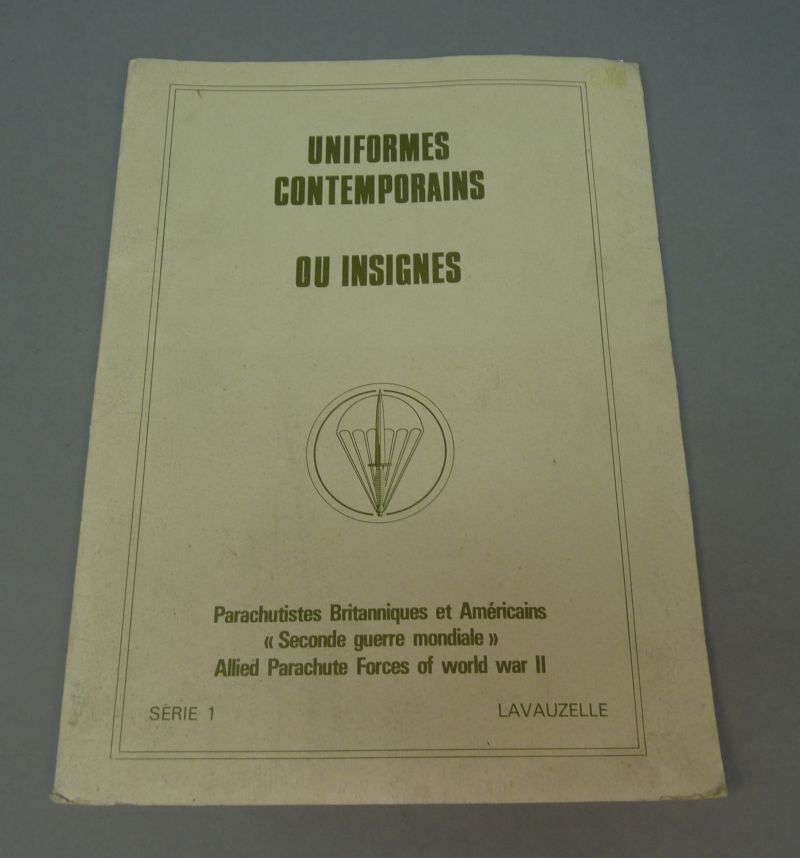 UNIFORMES
CONTEMPORAINS
OU INSIGNES
Parachutistes Britanniques et Américains
« Seconde guerre mondiale »
Allied Parachute Forces of world war II
SÉRIE 1
LAVAUZELLE